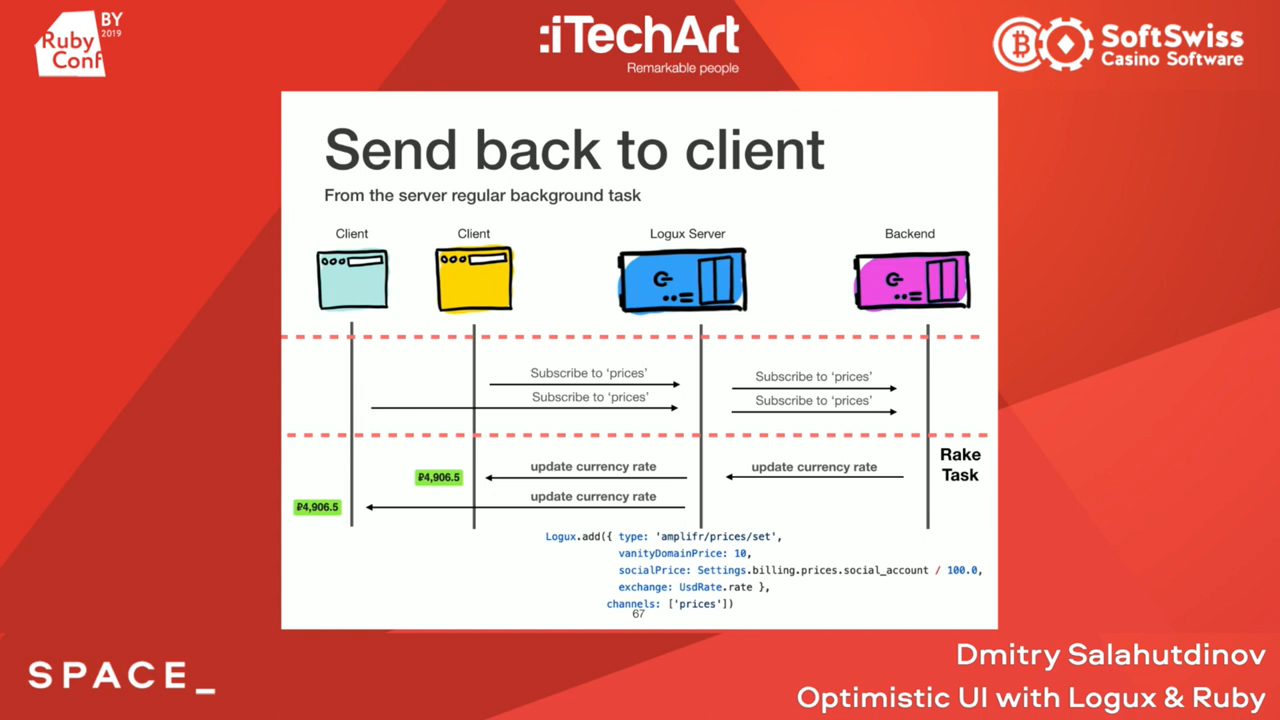 Ruby
Conf
BY
2019
:iTechArt
Remarkable people
SoftSwiss
Casino Software
Send back to client
From the server regular background task
Client
Client
Logux Server
Backend
Subscribe to ‘prices’
Subscribe to ‘prices’
Subscribe to ‘prices’
Subscribe to ‘prices’
Rake
Task
update currency rate
update currency rate
₽4,906.5
update currency rate
₽4,906.5
Logux.add({ type: 'amplifr/prices/set',
vanityDomainPrice: 10,
socialPrice: Settings.billing.prices.social_account / 100.0,
exchange: UsdRate.rate },
channels: ['prices'])
67
SPACE_
Dmitry Salahutdinov
Optimistic UI with Logux & Ruby